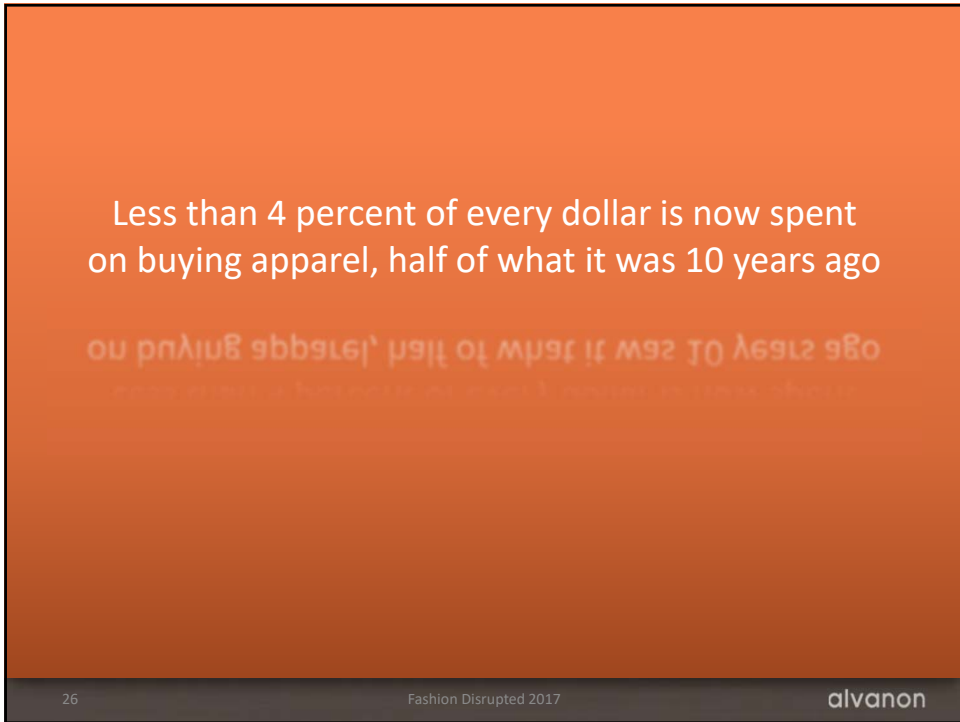 Less than 4 percent of every dollar is now spent
on buying apparel, half of what it was 10 years ago
26
Fashion Disrupted 2017
alvanon